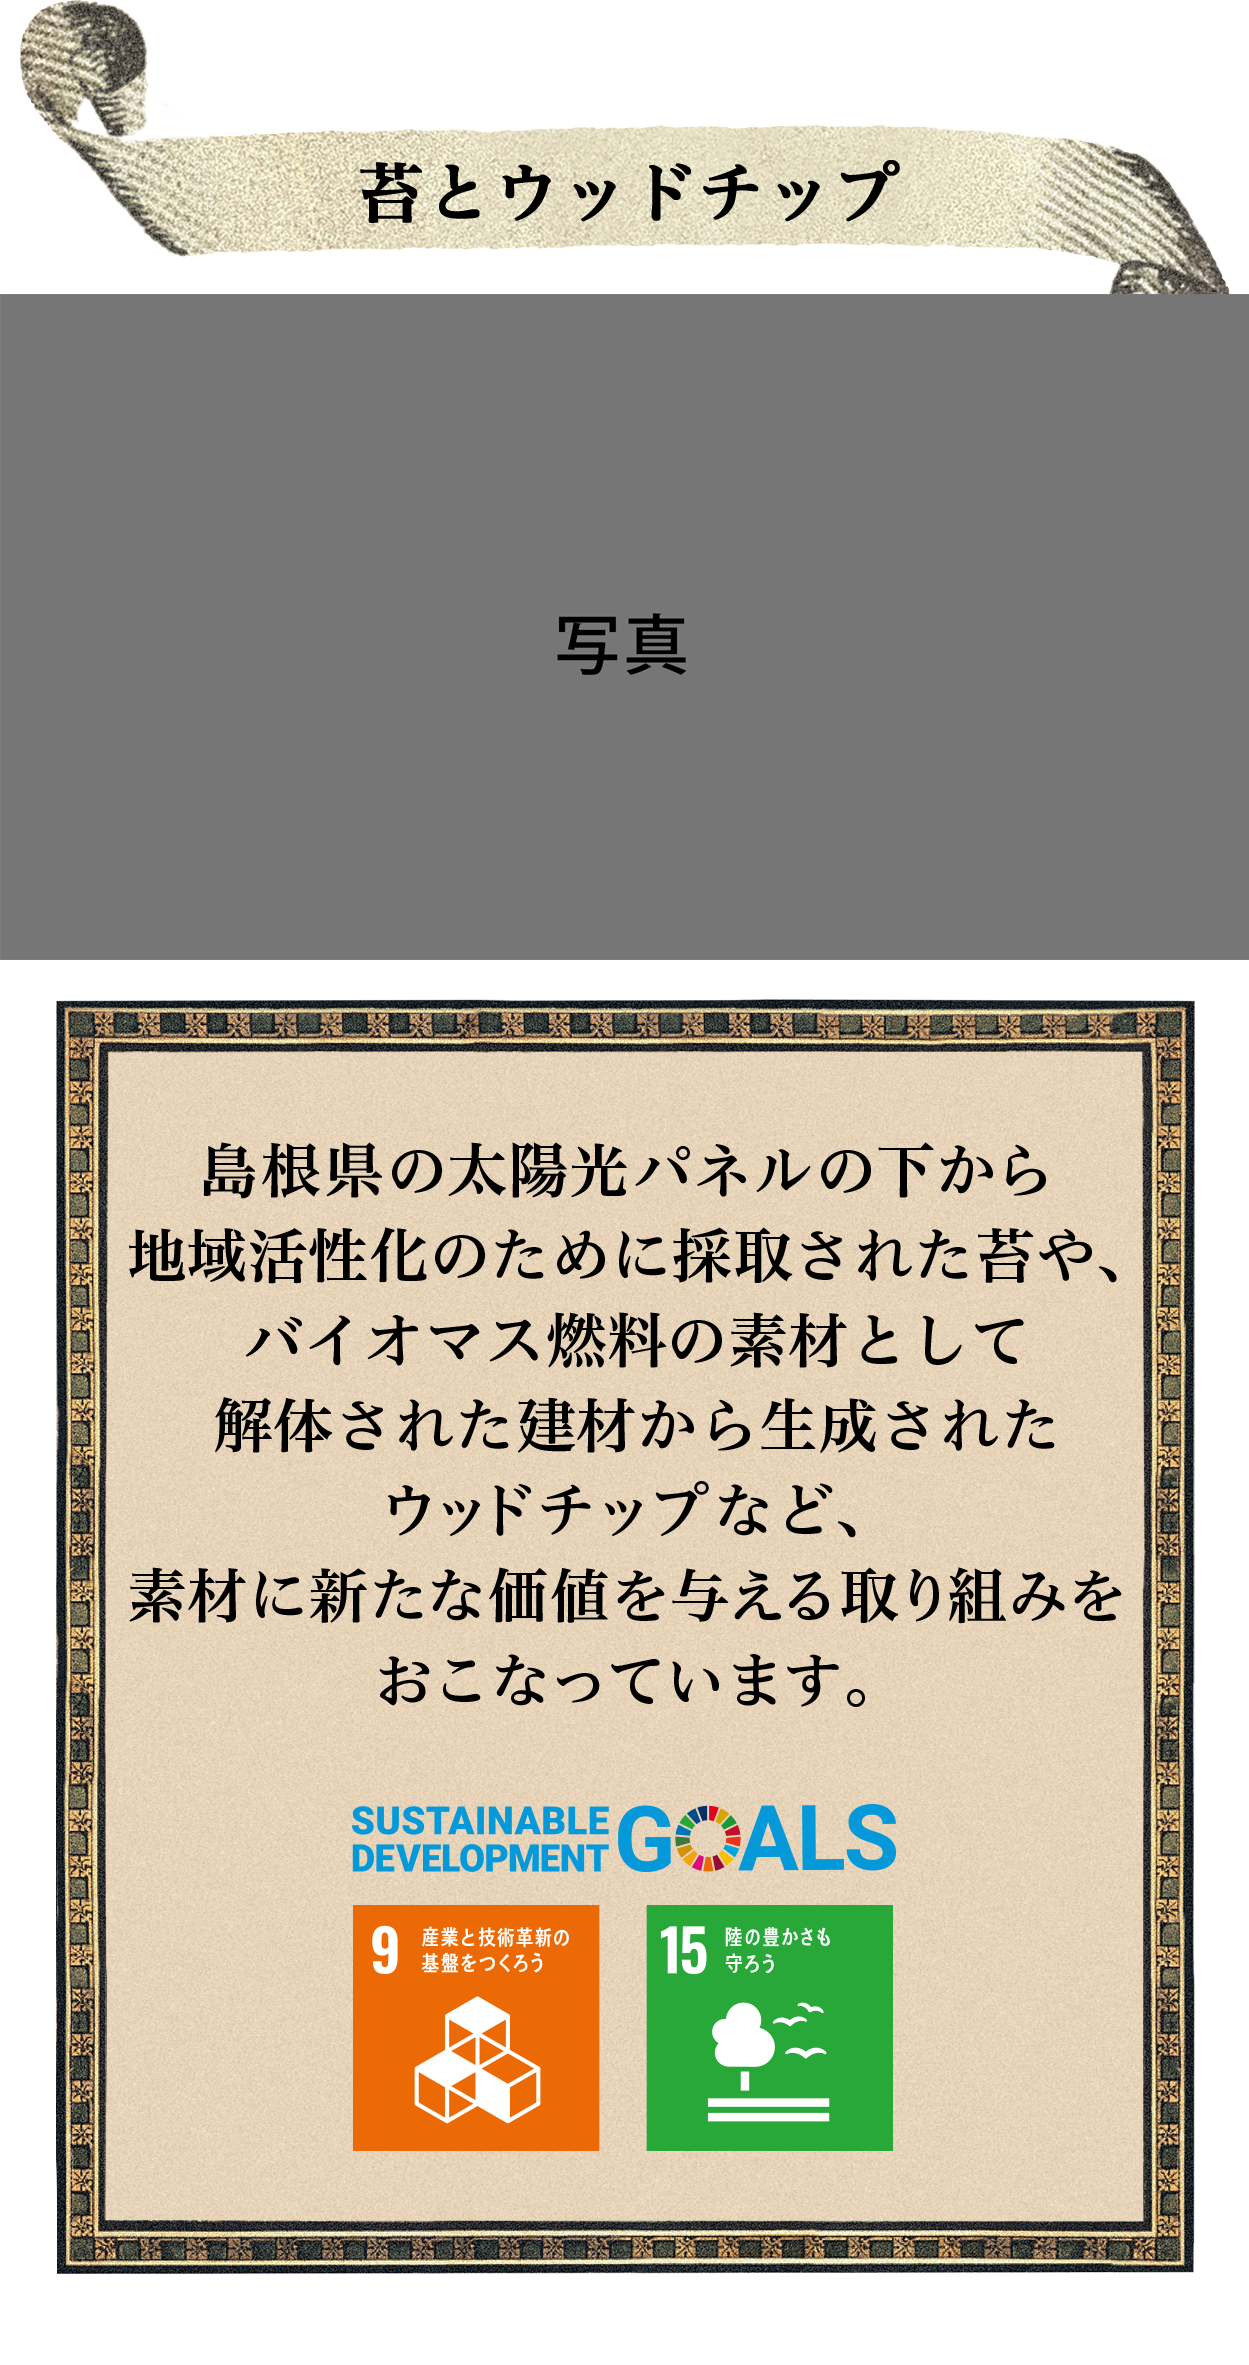 苔とウッドチップ
写真
島根県の太陽光パネルの下から
地域活性化のために採取された苔や、
バイオマス燃料の素材として
解体された建材から生成された
ウッドチップなど、
素材に新たな価値を与える取り組みを
おこなっています。
SUSTAINABLE
DEVELOPMENT GOALS
9 産業と技術革新の
基盤をつくろう
15 陸の豊かさも
守ろう